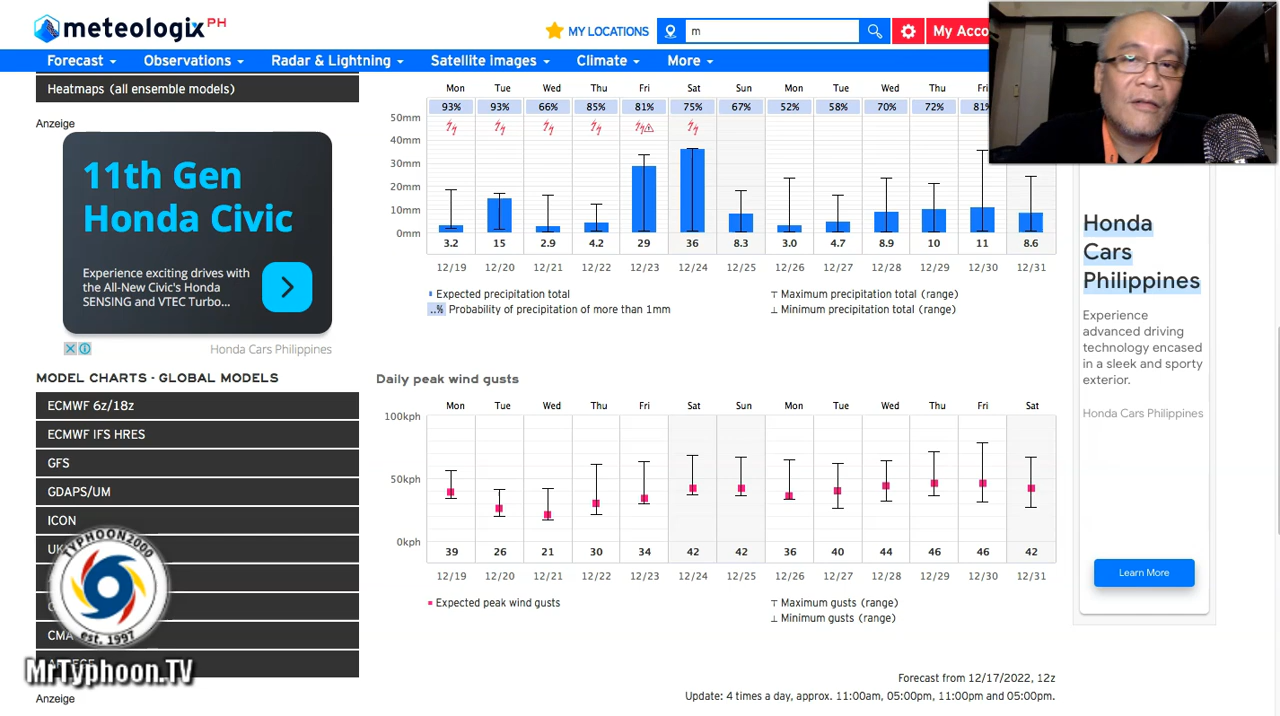 meteologix PH
MY LOCATIONS
m
My Acco
Forecast
Observations
Radar & Lightning
Satellite images
Climate
More
Heatmaps (all ensemble models)
Anzeige
11th Gen
Honda Civic
Experience exciting drives with
the All-New Civic's Honda
SENSING and VTEC Turbo...
Honda Cars Philippines
MODEL CHARTS - GLOBAL MODELS
ECMWF 6z/18z
ECMWF IFS HRES
GFS
GDAPS/UM
ICON
UK
CMA
TYPHOON2000
est. 1997
MrTyphoon.TV
Anzeige
Mon Tue Wed Thu Fri Sat Sun Mon Tue Wed Thu Fri
93% 93% 66% 85% 81% 75% 67% 52% 58% 70% 72% 81%
50mm
40mm
30mm
20mm
10mm
0mm
3.2 15 2.9 4.2 29 36 8.3 3.0 4.7 8.9 10 11 8.6
12/19 12/20 12/21 12/22 12/23 12/24 12/25 12/26 12/27 12/28 12/29 12/30 12/31
Expected precipitation total
Maximum precipitation total (range)
..% Probability of precipitation of more than 1mm
Minimum precipitation total (range)
Daily peak wind gusts
Mon Tue Wed Thu Fri Sat Sun Mon Tue Wed Thu Fri Sat
100kph
50kph
0kph
39 26 21 30 34 42 42 36 40 44 46 46 42
12/19 12/20 12/21 12/22 12/23 12/24 12/25 12/26 12/27 12/28 12/29 12/30 12/31
Expected peak wind gusts
Maximum gusts (range)
Minimum gusts (range)
Forecast from 12/17/2022, 12z
Update: 4 times a day, approx. 11:00am, 05:00pm, 11:00pm and 05:00pm.
Honda
Cars
Philippines
Experience
advanced driving
technology encased
in a sleek and sporty
exterior.
Honda Cars Philippines
Learn More